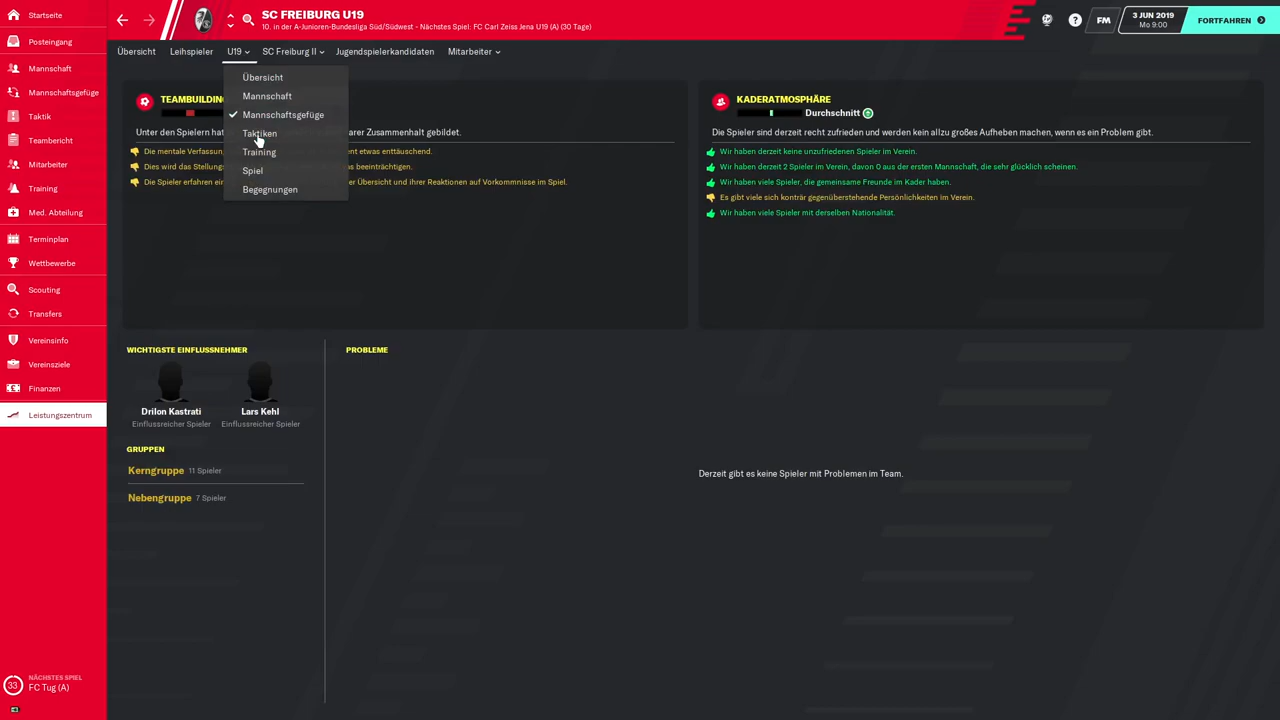 SC FREIBURG U19
10. in der A-Junioren-Bundesliga Süd/Südwest - Nächstes Spiel: FC Carl Zeiss Jena U19 (A) (30 Tage)
FM
3 JUN 2019
Mo 9:00
FORTFAHREN
Startseite
Posteingang
Mannschaft
Mannschaftsgefüge
Taktik
Teambericht
Mitarbeiter
Training
Med. Abteilung
Terminplan
Wettbewerbe
Scouting
Transfers
Vereinsinfo
Vereinsziele
Finanzen
Leistungszentrum
33
NÄCHSTES SPIEL
FC Tug (A)
Übersicht
Leihspieler
U19
SC Freiburg II
Jugendspielerkandidaten
Mitarbeiter
Übersicht
Mannschaft
Mannschaftsgefüge
Taktiken
Training
Spiel
Begegnungen
TEAMBUILDING
Unter den Spielern hat arer Zusammenhalt gebildet.
Die mentale Verfassung ent etwas enttäuschend.
Dies wird das Stellungs as beeinträchtigen.
Die Spieler erfahren ein r Übersicht und ihrer Reaktionen auf Vorkommnisse im Spiel.
KADERATMOSPHÄRE
Durchschnitt
Die Spieler sind derzeit recht zufrieden und werden kein allzu großes Aufheben machen, wenn es ein Problem gibt.
Wir haben derzeit keine unzufriedenen Spieler im Verein.
Wir haben derzeit 2 Spieler im Verein, davon 0 aus der ersten Mannschaft, die sehr glücklich scheinen.
Wir haben viele Spieler, die gemeinsame Freunde im Kader haben.
Es gibt viele sich konträr gegenüberstehende Persönlichkeiten im Verein.
Wir haben viele Spieler mit derselben Nationalität.
WICHTIGSTE EINFLUSSNEHMER
Drilon Kastrati
Einflussreicher Spieler
Lars Kehl
Einflussreicher Spieler
GRUPPEN
Kerngruppe 11 Spieler
Nebengruppe 7 Spieler
PROBLEME
Derzeit gibt es keine Spieler mit Problemen im Team.